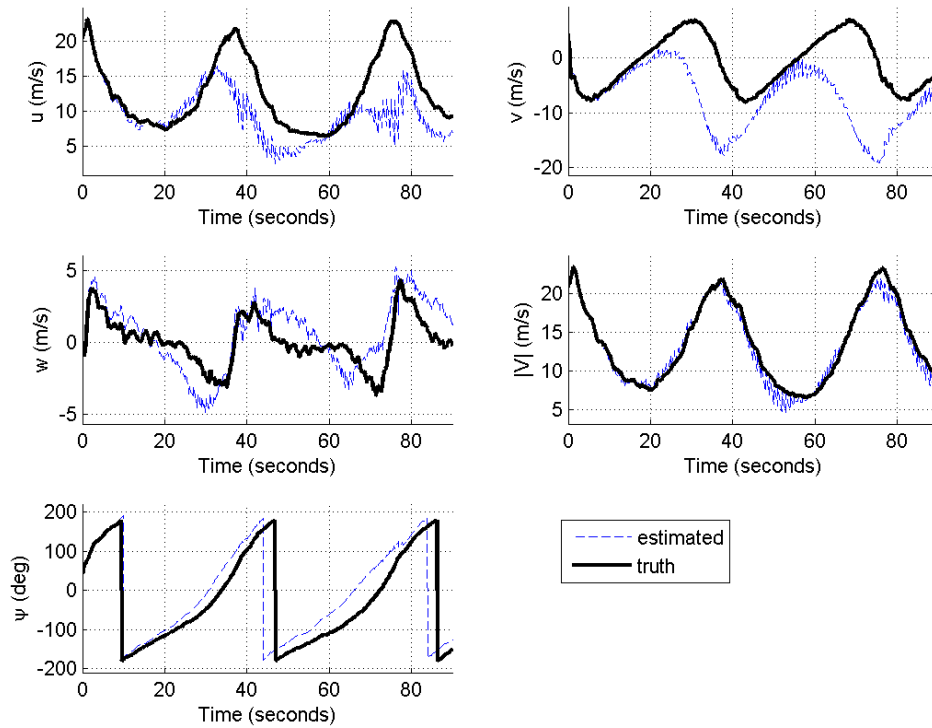 20
15
10
5
u (m/s)
0 20 40 60 80
Time (seconds)
0
-10
-20
v (m/s)
0 20 40 60 80
Time (seconds)
5
0
-5
w (m/s)
0 20 40 60 80
Time (seconds)
20
15
10
5
|V| (m/s)
0 20 40 60 80
Time (seconds)
200
100
0
-100
-200
ψ (deg)
0 20 40 60 80
Time (seconds)
estimated
truth